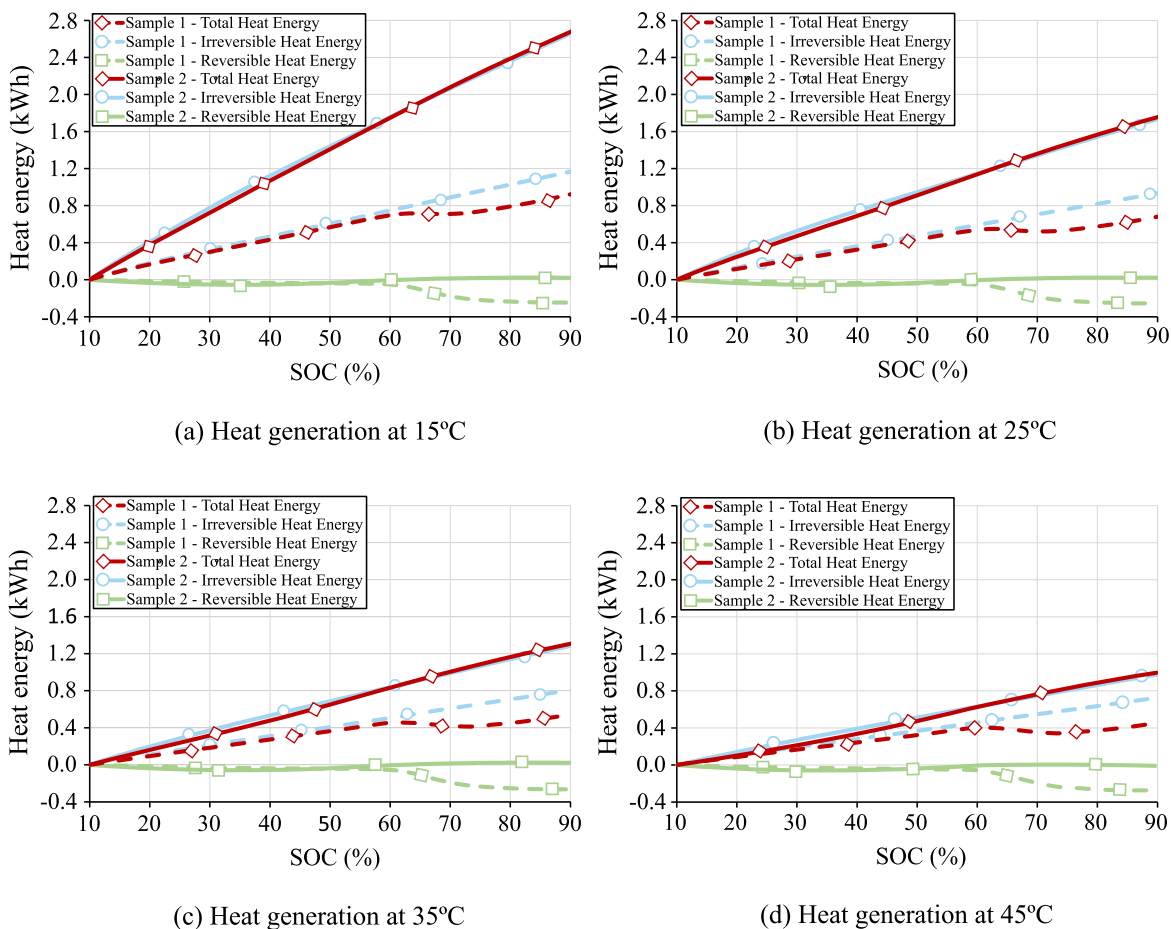 Heat energy (kWh)
2.8
2.4
2.0
1.6
1.2
0.8
0.4
0.0
-0.4
Sample 1 - Total Heat Energy
Sample 1 - Irreversible Heat Energy
Sample 1 - Reversible Heat Energy
Sample 2 - Total Heat Energy
Sample 2 - Irreversible Heat Energy
Sample 2 - Reversible Heat Energy
10 20 30 40 50 60 70 80 90
SOC (%)
(a) Heat generation at 15ºC
Heat energy (kWh)
2.8
2.4
2.0
1.6
1.2
0.8
0.4
0.0
-0.4
Sample 1 - Total Heat Energy
Sample 1 - Irreversible Heat Energy
Sample 1 - Reversible Heat Energy
Sample 2 - Total Heat Energy
Sample 2 - Irreversible Heat Energy
Sample 2 - Reversible Heat Energy
10 20 30 40 50 60 70 80 90
SOC (%)
(b) Heat generation at 25ºC
Heat energy (kWh)
2.8
2.4
2.0
1.6
1.2
0.8
0.4
0.0
-0.4
Sample 1 - Total Heat Energy
Sample 1 - Irreversible Heat Energy
Sample 1 - Reversible Heat Energy
Sample 2 - Total Heat Energy
Sample 2 - Irreversible Heat Energy
Sample 2 - Reversible Heat Energy
10 20 30 40 50 60 70 80 90
SOC (%)
(c) Heat generation at 35ºC
Heat energy (kWh)
2.8
2.4
2.0
1.6
1.2
0.8
0.4
0.0
-0.4
Sample 1 - Total Heat Energy
Sample 1 - Irreversible Heat Energy
Sample 1 - Reversible Heat Energy
Sample 2 - Total Heat Energy
Sample 2 - Irreversible Heat Energy
Sample 2 - Reversible Heat Energy
10 20 30 40 50 60 70 80 90
SOC (%)
(d) Heat generation at 45ºC